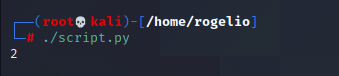 ┌──(root💀kali)-[/home/rogelio]
└─# ./script.py
2